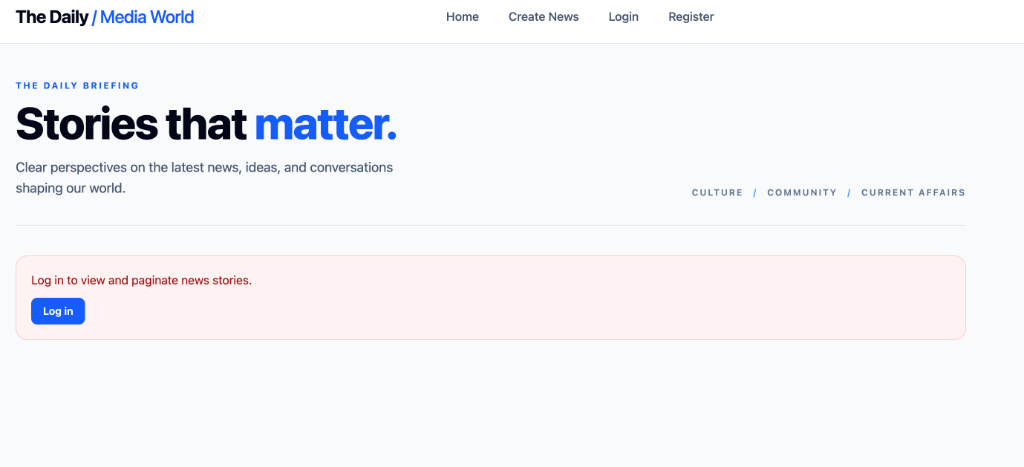 The Daily / Media World
Home Create News Login Register
THE DAILY BRIEFING
Stories that matter.
Clear perspectives on the latest news, ideas, and conversations
shaping our world.
CULTURE / COMMUNITY / CURRENT AFFAIRS
Log in to view and paginate news stories.
Log in